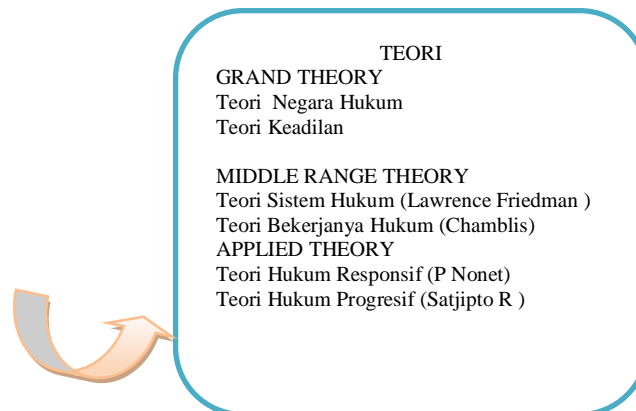 TEORI
GRAND THEORY
Teori Negara Hukum
Teori Keadilan
MIDDLE RANGE THEORY
Teori Sistem Hukum (Lawrence Friedman )
Teori Bekerjanya Hukum (Chamblis)
APPLIED THEORY
Teori Hukum Responsif (P Nonet)
Teori Hukum Progresif (Satjipto R )